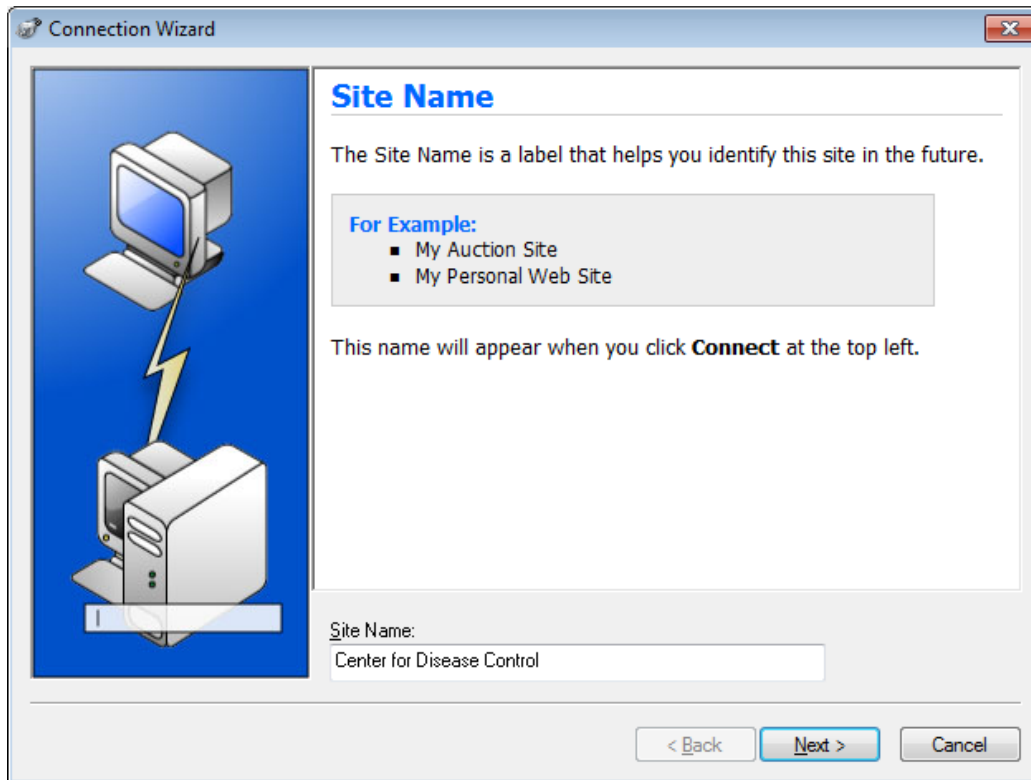 Connection Wizard
Site Name
The Site Name is a label that helps you identify this site in the future.
For Example:
▪ My Auction Site
▪ My Personal Web Site
This name will appear when you click Connect at the top left.
Site Name:
Center for Disease Control
< Back
Next >
Cancel